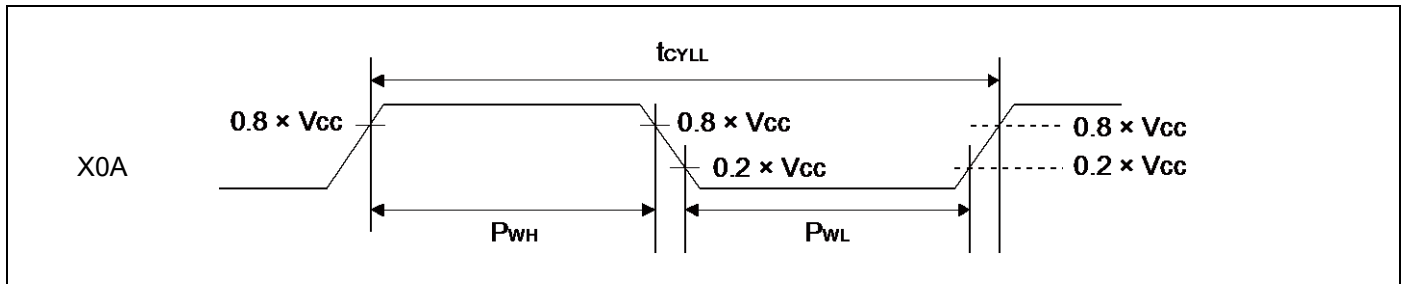 tCYLL
0.8 × Vcc
0.8 × Vcc
0.8 × Vcc
X0A
0.2 × Vcc
0.2 × Vcc
PWH
PWL